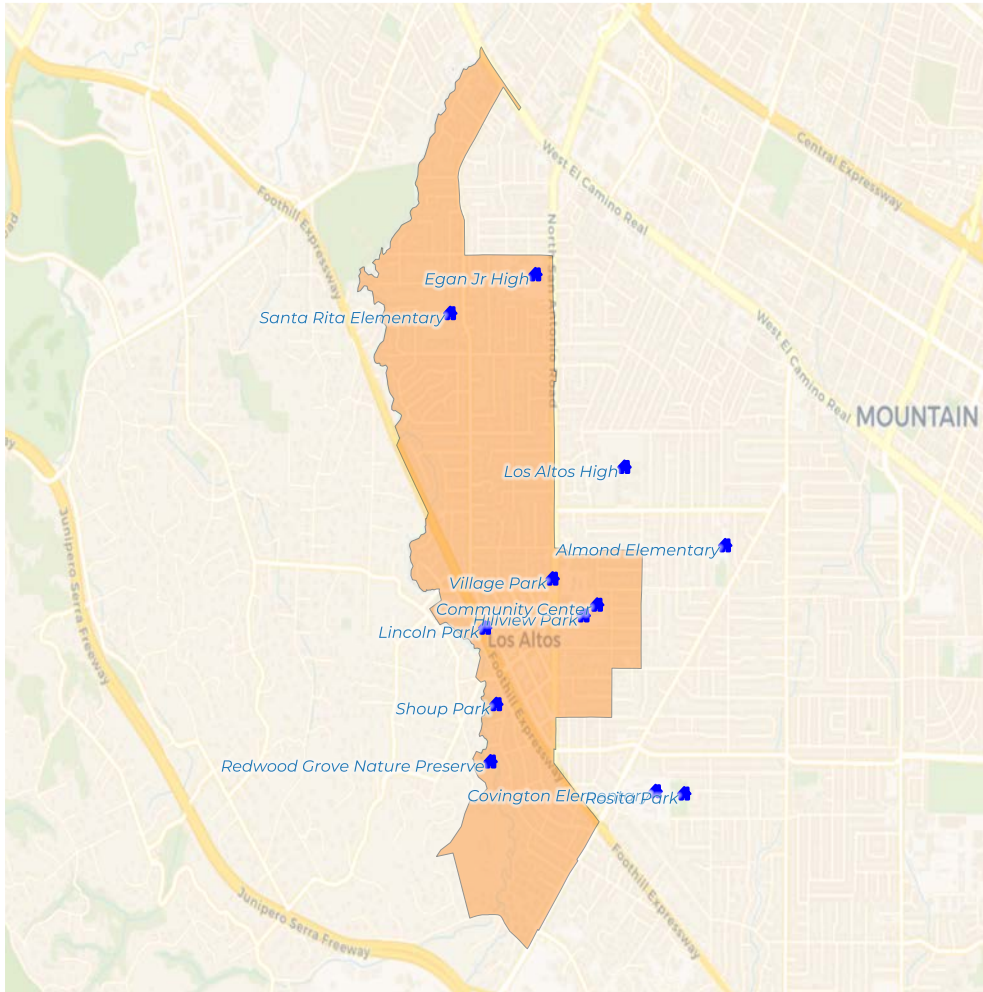 West El Camino Real
Central Expressway
Foothill Expressway
North San Antonio Road
Egan Jr High
Santa Rita Elementary
West El Camino Real
MOUNTAIN
Los Altos High
Junipero Serra Freeway
Almond Elementary
Village Park
Community Center
Hillview Park
Lincoln Park
Los Altos
Foothill Expressway
Shoup Park
Redwood Grove Nature Preserve
Covington Elementary
Rosita Park
Foothill Expressway
Junipero Serra Freeway